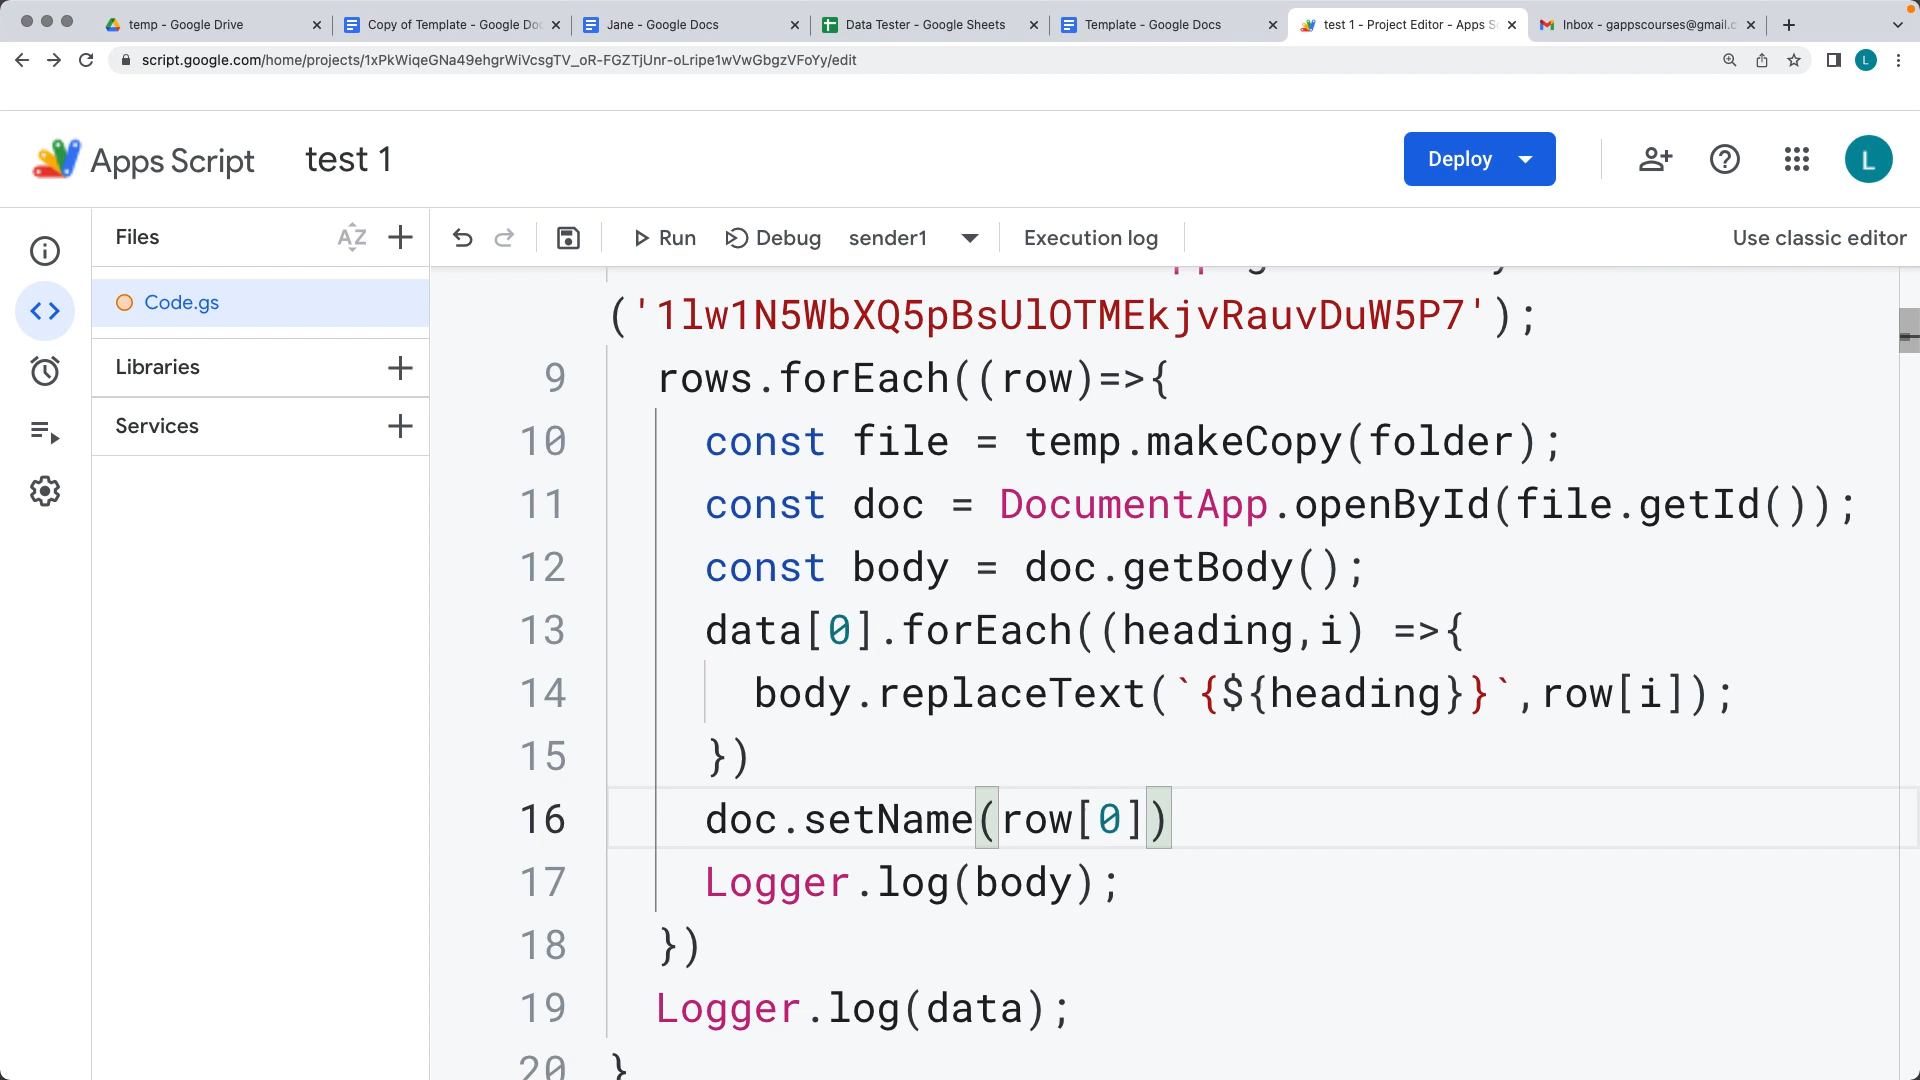 temp - Google Drive
Copy of Template - Google Do
Jane - Google Docs
Data Tester - Google Sheets
Template - Google Docs
test 1 - Project Editor - Apps S
Inbox - gappscourses@gmail.c
script.google.com/home/projects/1xPkWiqeGNa49ehgrWiVcsgTV_oR-FGZTjUnr-oLripe1wVwGbgzVFoYy/edit
L
Apps Script
test 1
Deploy
L
Files
AZ
Run
Debug
sender1
Execution log
Use classic editor
Code.gs
Libraries
Services
('1lw1N5WbXQ5pBsUlOTMEkjvRauvDuW5P7');
9 rows.forEach((row)=>{
10 const file = temp.makeCopy(folder);
11 const doc = DocumentApp.openById(file.getId());
12 const body = doc.getBody();
13 data[0].forEach((heading,i) =>{
14 body.replaceText(`{${heading}}`,row[i]);
15 })
16 doc.setName(row[0])
17 Logger.log(body);
18 })
19 Logger.log(data);
20 }